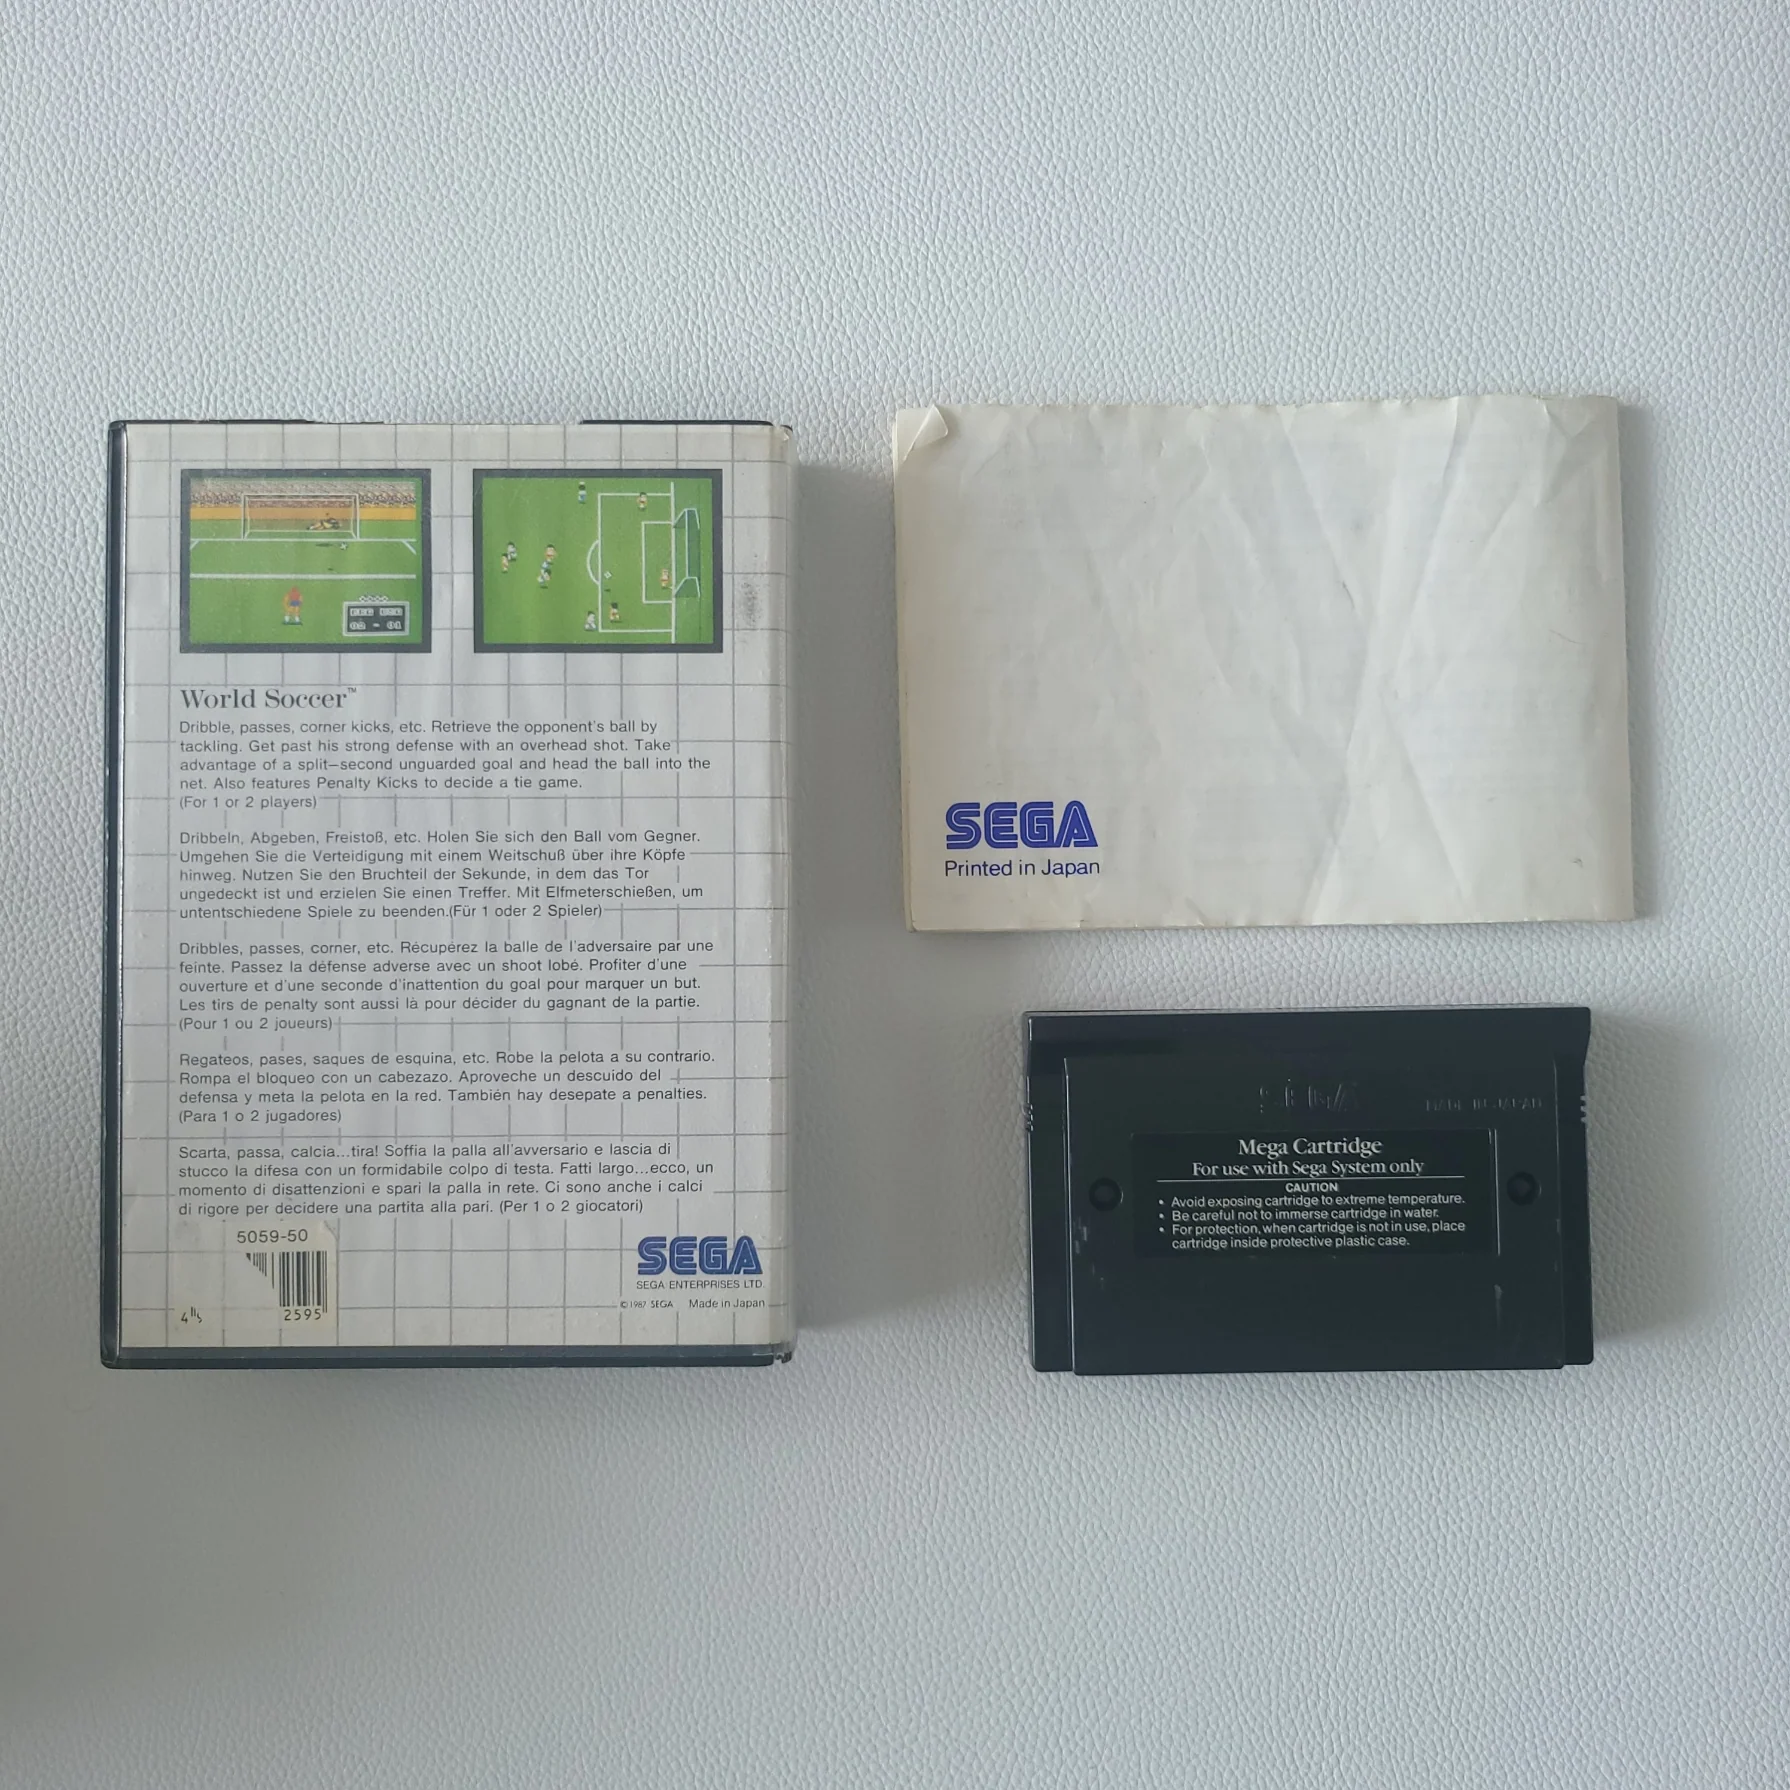 World Soccer™
Dribble, passes, corner kicks, etc. Retrieve the opponent's ball by
tackling. Get past his strong defense with an overhead shot. Take
advantage of a split—second unguarded goal and head the ball into the
net. Also features Penalty Kicks to decide a tie game.
(For 1 or 2 players)
Dribbeln, Abgeben, Freistoß, etc. Holen Sie sich den Ball vom Gegner.
Umgehen Sie die Verteidigung mit einem Weitschuß über ihre Köpfe
hinweg. Nutzen Sie den Bruchteil der Sekunde, in dem das Tor
ungedeckt ist und erzielen Sie einen Treffer. Mit Elfmeterschießen, um
untentschiedene Spiele zu beenden.(Für 1 oder 2 Spieler)
Dribbles, passes, corner, etc. Récupérez la balle de l'adversaire par une
feinte. Passez la défense adverse avec un shoot lobé. Profiter d'une
ouverture et d'une seconde d'inattention du goal pour marquer un but.
Les tirs de penalty sont aussi là pour décider du gagnant de la partie.
(Pour 1 ou 2 joueurs)
Regateos, pases, saques de esquina, etc. Robe la pelota a su contrario.
Rompa el bloqueo con un cabezazo. Aproveche un descuido del
defensa y meta la pelota en la red. También hay desepate a penalties.
(Para 1 o 2 jugadores)
Scarta, passa, calcia...tira! Soffia la palla all'avversario e lascia di
stucco la difesa con un formidabile colpo di testa. Fatti largo...ecco, un
momento di disattenzioni e spari la palla in rete. Ci sono anche i calci
di rigore per decidere una partita alla pari. (Per 1 o 2 giocatori)
5059-50
2595
SEGA
SEGA ENTERPRISES LTD.
©1987 SEGA Made in Japan
SEGA
Printed in Japan
SEGA
MADE IN JAPAN
Mega Cartridge
For use with Sega System only
CAUTION
• Avoid exposing cartridge to extreme temperature.
• Be careful not to immerse cartridge in water.
• For protection, when cartridge is not in use, place
cartridge inside protective plastic case.